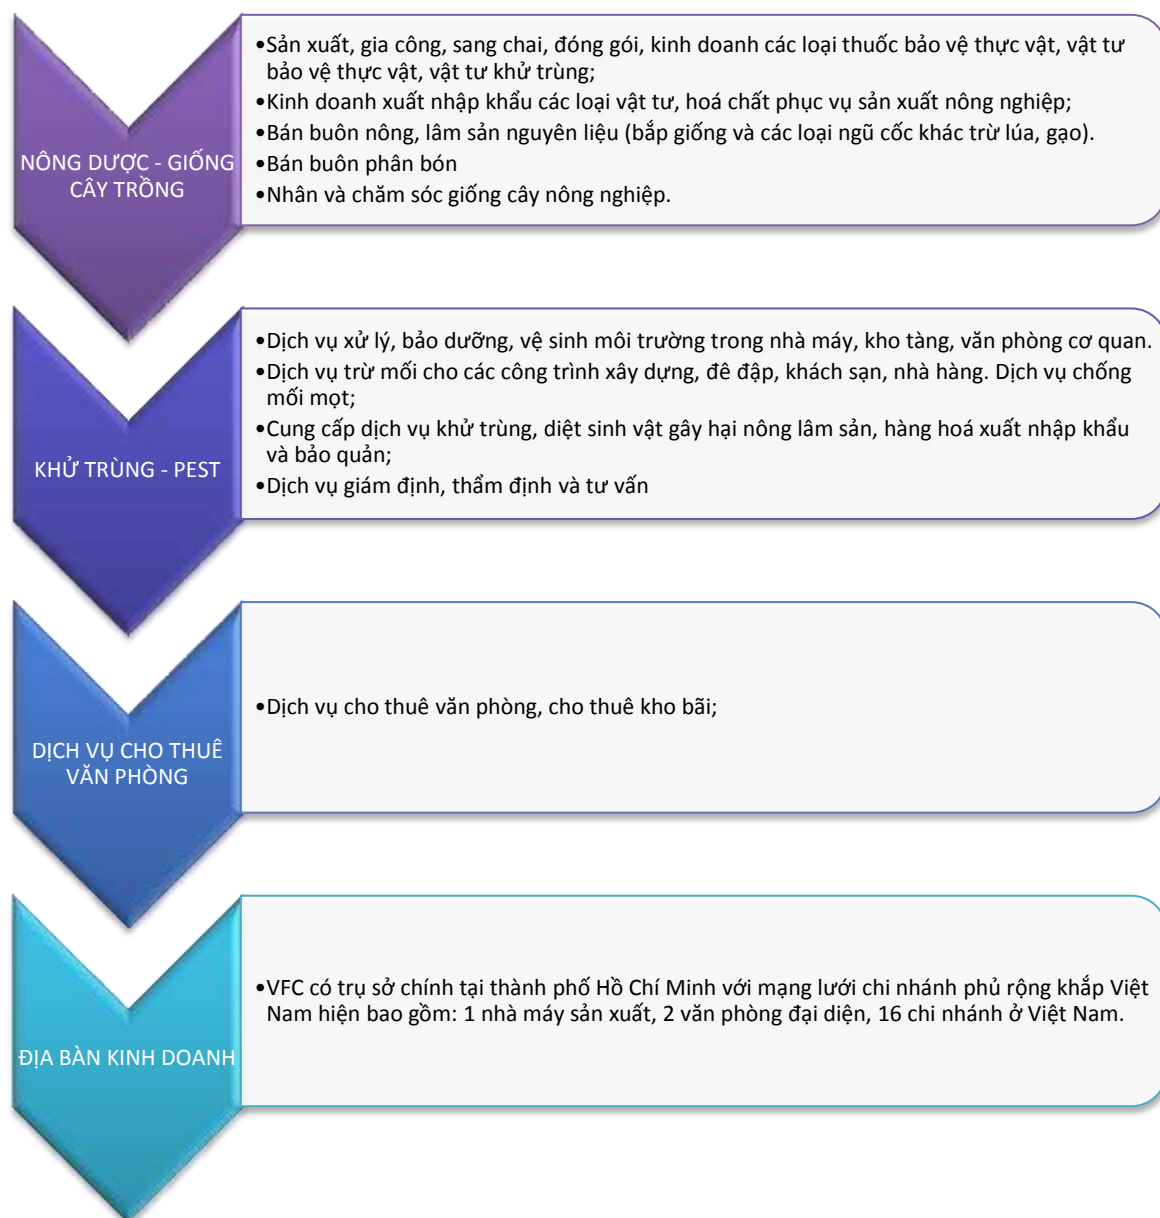 NÔNG DƯỢC - GIỐNG
CÂY TRỒNG
•Sản xuất, gia công, sang chai, đóng gói, kinh doanh các loại thuốc bảo vệ thực vật, vật tư
bảo vệ thực vật, vật tư khử trùng;
•Kinh doanh xuất nhập khẩu các loại vật tư, hoá chất phục vụ sản xuất nông nghiệp;
•Bán buôn nông, lâm sản nguyên liệu (bắp giống và các loại ngũ cốc khác trừ lúa, gạo).
•Bán buôn phân bón
•Nhân và chăm sóc giống cây nông nghiệp.
KHỬ TRÙNG - PEST
•Dịch vụ xử lý, bảo dưỡng, vệ sinh môi trường trong nhà máy, kho tàng, văn phòng cơ quan.
•Dịch vụ trừ mối cho các công trình xây dựng, đê đập, khách sạn, nhà hàng. Dịch vụ chống
mối mọt;
•Cung cấp dịch vụ khử trùng, diệt sinh vật gây hại nông lâm sản, hàng hoá xuất nhập khẩu
và bảo quản;
•Dịch vụ giám định, thẩm định và tư vấn
DỊCH VỤ CHO THUÊ
VĂN PHÒNG
•Dịch vụ cho thuê văn phòng, cho thuê kho bãi;
ĐỊA BÀN KINH DOANH
•VFC có trụ sở chính tại thành phố Hồ Chí Minh với mạng lưới chi nhánh phủ rộng khắp Việt
Nam hiện bao gồm: 1 nhà máy sản xuất, 2 văn phòng đại diện, 16 chi nhánh ở Việt Nam.